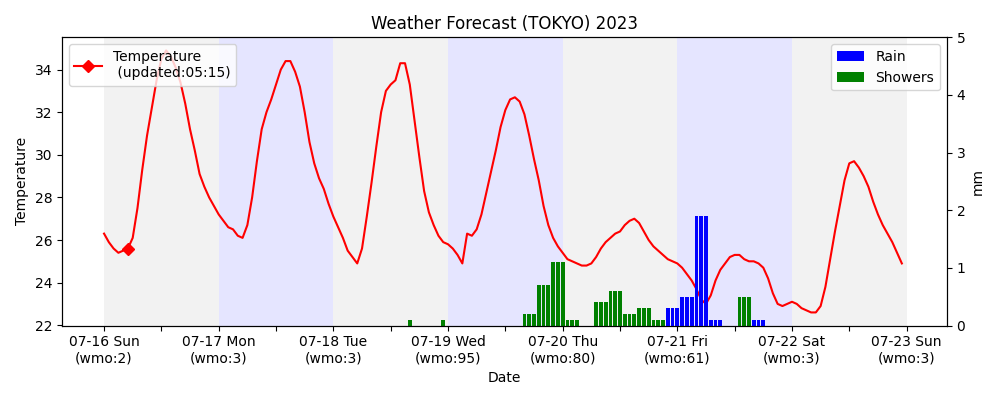 Weather Forecast (TOKYO) 2023
Temperature
(updated:05:15)
Rain
Showers
Temperature
34
32
30
28
26
24
22
5
4
3
2
1
0
mm
07-16 Sun
(wmo:2)
07-17 Mon
(wmo:3)
07-18 Tue
(wmo:3)
07-19 Wed
(wmo:95)
07-20 Thu
(wmo:80)
07-21 Fri
(wmo:61)
07-22 Sat
(wmo:3)
07-23 Sun
(wmo:3)
Date